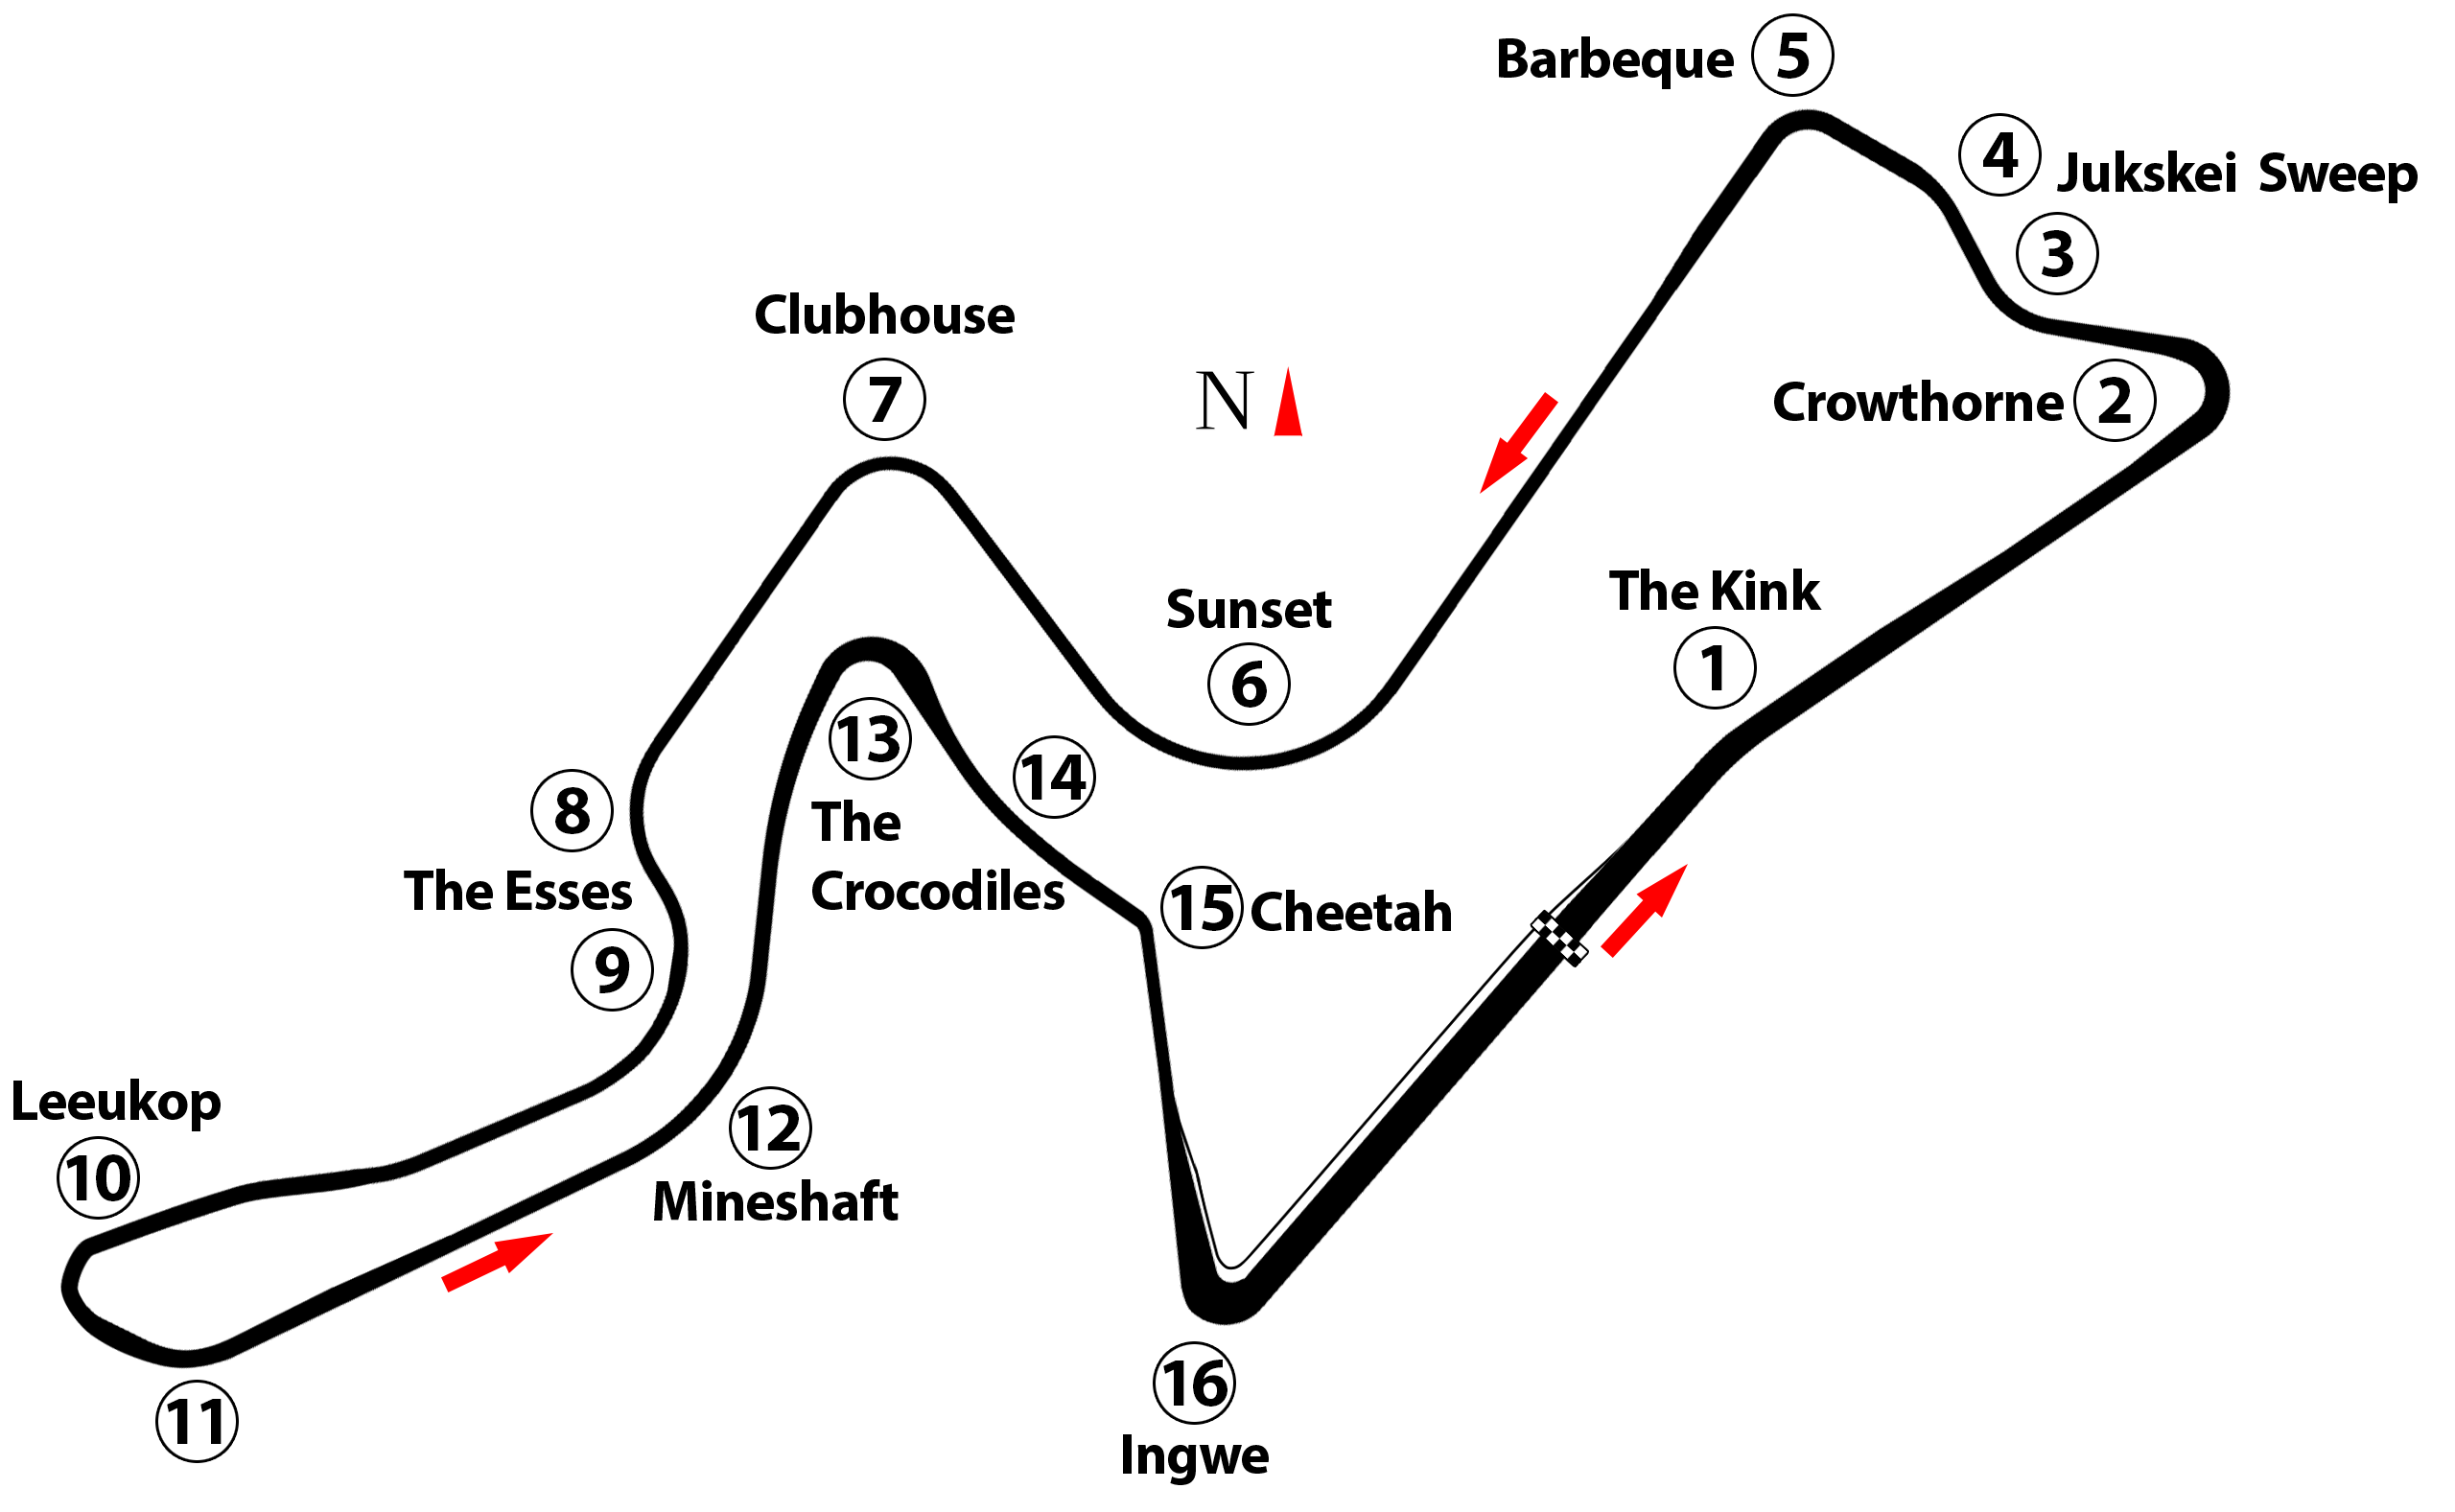 Barbeque 5
4 Jukskei Sweep
3
Clubhouse
7
N
Crowthorne 2
The Kink
1
Sunset
6
13
14
The
Crocodiles
8
The Esses
9
15 Cheetah
Leeukop
10
12
Mineshaft
11
16
Ingwe